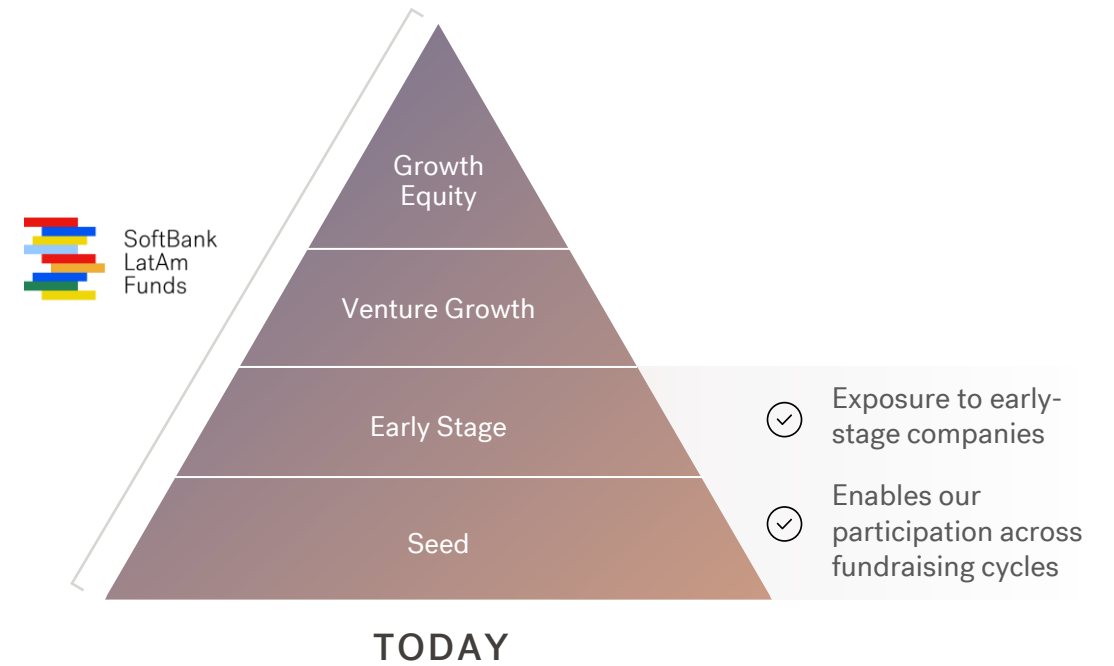 Growth
Equity
SoftBank
LatAm
Funds
Venture Growth
Early Stage
Seed
Exposure to early-
stage companies
Enables our
participation across
fundraising cycles
TODAY